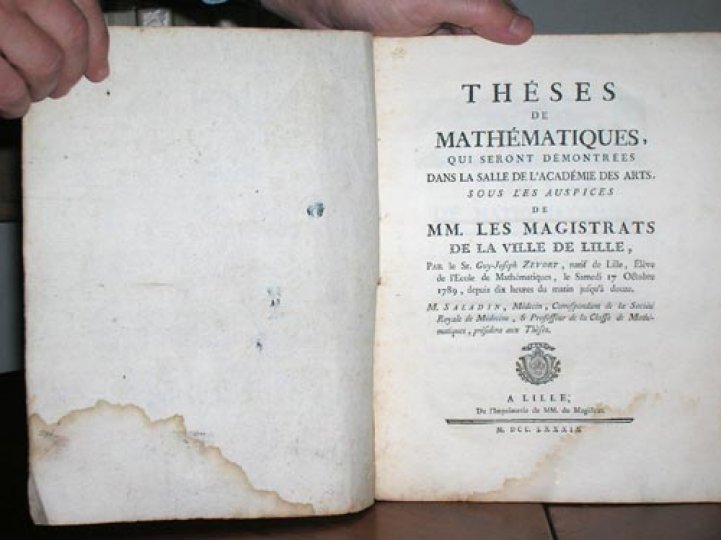 THÉSES
DE
MATHÉMATIQUES,
QUI SERONT DÉMONTRÉES
DANS LA SALLE DE L'ACADÉMIE DES ARTS.
SOUS LES AUSPICES
DE
MM. LES MAGISTRATS
DE LA VILLE DE LILLE,
PAR le Sr. Guy-Joseph ZEVORT, natif de Lille, Élève
de l'Ecole de Mathématiques, le Samedi 17 Octobre
1789, depuis dix heures du matin jusqu'à douze.
M. SALADIN, Médecin, Correspondant de la Société
Royale de Médecine, & Professeur de la Classe de Mathé-
matiques, présidera aux Thèses.
A LILLE;
De l'Imprimerie de MM. du Magistrat.
M. DCC. LXXXIX